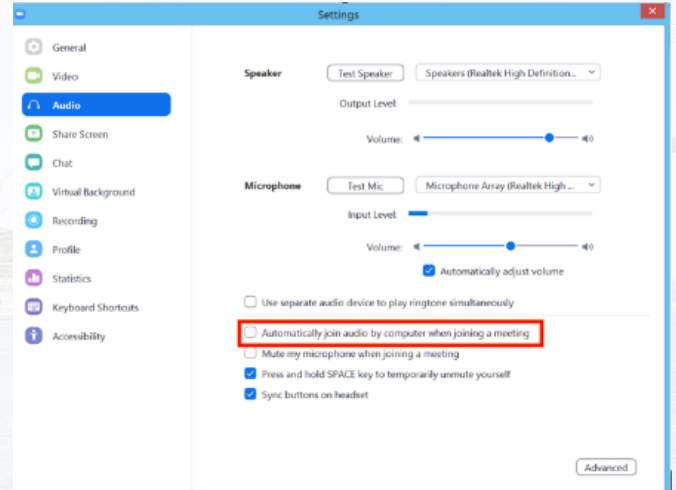 Settings
General
Video
Audio
Share Screen
Chat
Virtual Background
Recording
Profile
Statistics
Keyboard Shortcuts
Accessibility
Speaker Test Speaker Speakers (Realtek High Definition...
Output Level:
Volume:
Microphone Test Mic Microphone Array (Realtek High ...
Input Level:
Volume:
Automatically adjust volume
Use separate audio device to play ringtone simultaneously
Automatically join audio by computer when joining a meeting
Mute my microphone when joining a meeting
Press and hold SPACE key to temporarily unmute yourself
Sync buttons on headset
Advanced